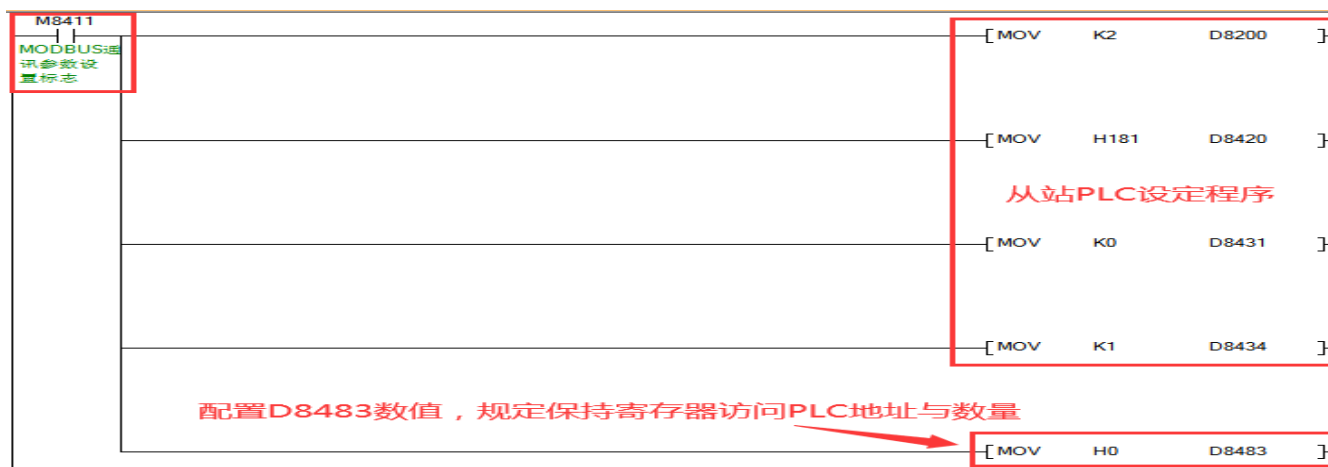 M8411
MODBUS通
讯参数设
置标志
[ MOV K2 D8200 ]
[ MOV H181 D8420 ]
从站PLC设定程序
[ MOV K0 D8431 ]
[ MOV K1 D8434 ]
配置D8483数值，规定保持寄存器访问PLC地址与数量
[ MOV H0 D8483 ]